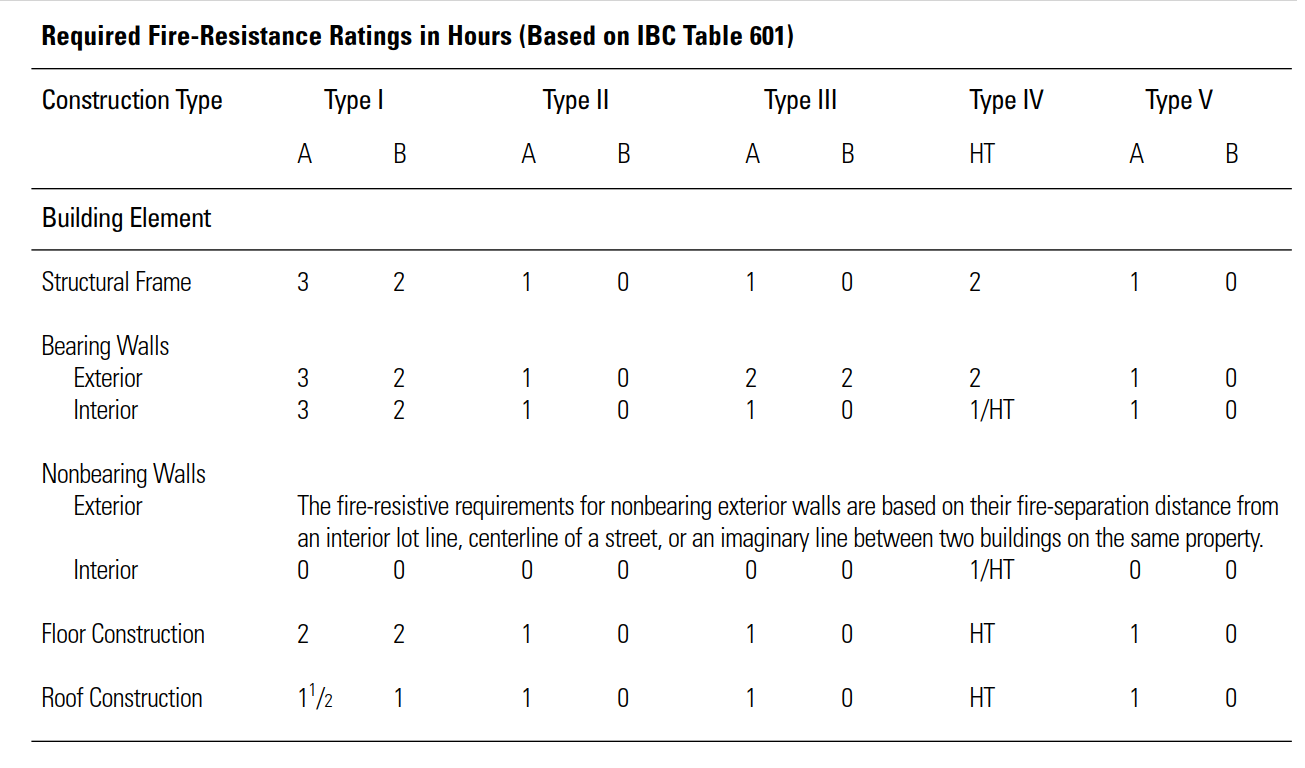 Required Fire-Resistance Ratings in Hours (Based on IBC Table 601)
Construction Type Type I Type II Type III Type IV Type V
A B A B A B HT A B
Building Element
Structural Frame 3 2 1 0 1 0 2 1 0
Bearing Walls
Exterior 3 2 1 0 2 2 2 1 0
Interior 3 2 1 0 1 0 1/HT 1 0
Nonbearing Walls
Exterior The fire-resistive requirements for nonbearing exterior walls are based on their fire-separation distance from
an interior lot line, centerline of a street, or an imaginary line between two buildings on the same property.
Interior 0 0 0 0 0 0 1/HT 0 0
Floor Construction 2 2 1 0 1 0 HT 1 0
Roof Construction 1 1/2 1 1 0 1 0 HT 1 0